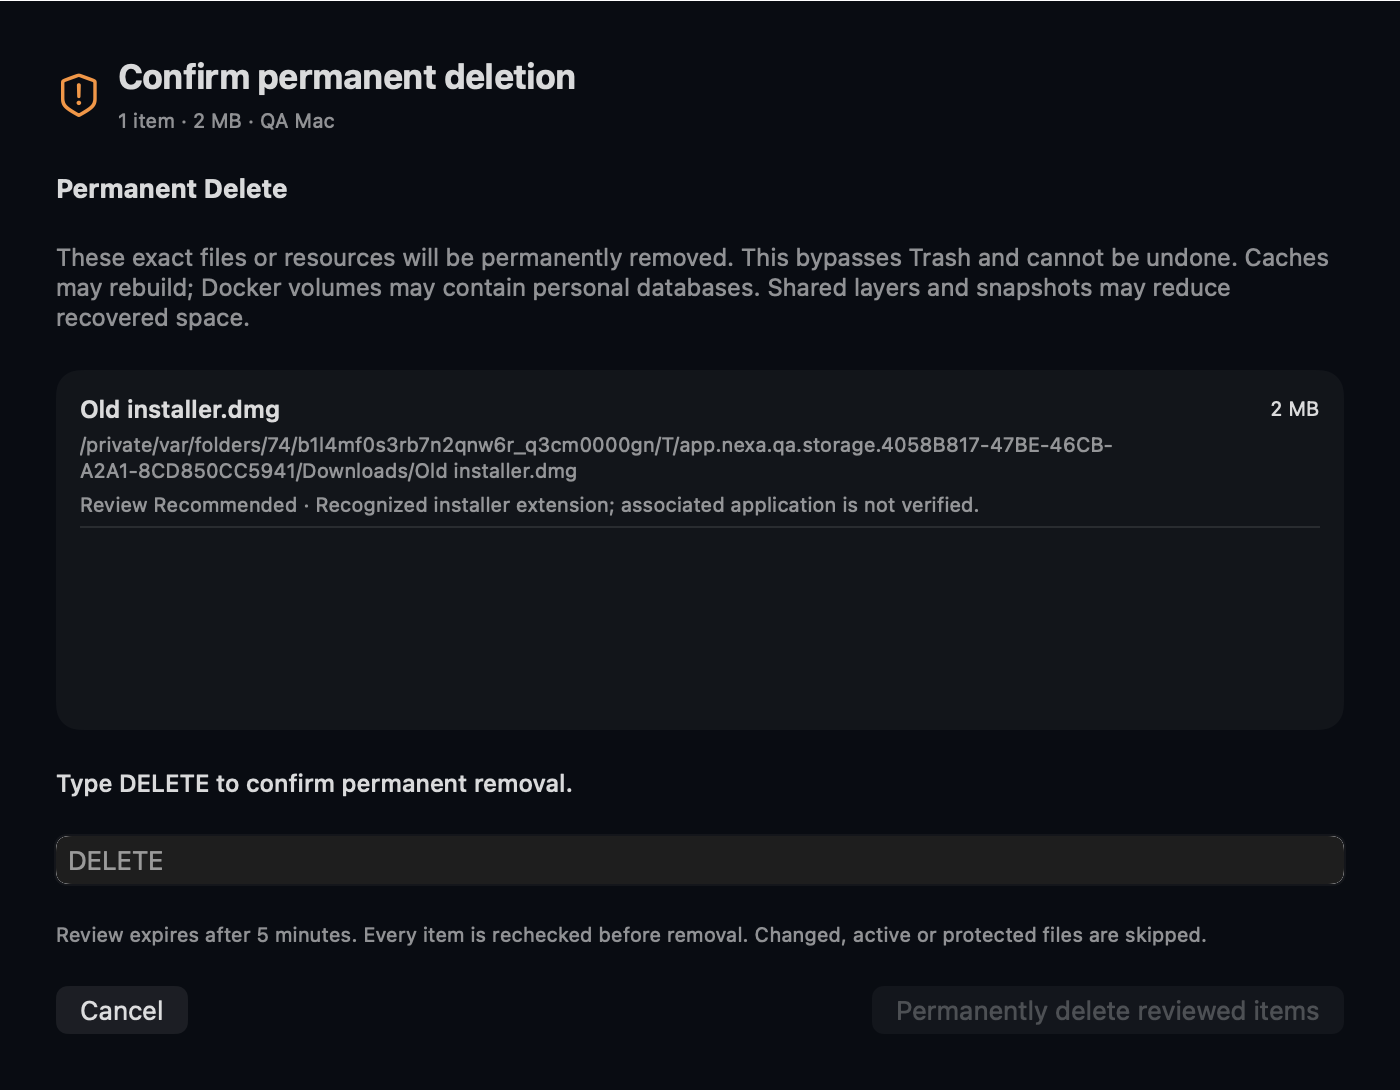 Confirm permanent deletion
1 item · 2 MB · QA Mac
Permanent Delete
These exact files or resources will be permanently removed. This bypasses Trash and cannot be undone. Caches
may rebuild; Docker volumes may contain personal databases. Shared layers and snapshots may reduce
recovered space.
Old installer.dmg 2 MB
/private/var/folders/74/b1l4mf0s3rb7n2qnw6r_q3cm0000gn/T/app.nexa.qa.storage.4058B817-47BE-46CB-
A2A1-8CD850CC5941/Downloads/Old installer.dmg
Review Recommended · Recognized installer extension; associated application is not verified.
Type DELETE to confirm permanent removal.
DELETE
Review expires after 5 minutes. Every item is rechecked before removal. Changed, active or protected files are skipped.
Cancel Permanently delete reviewed items